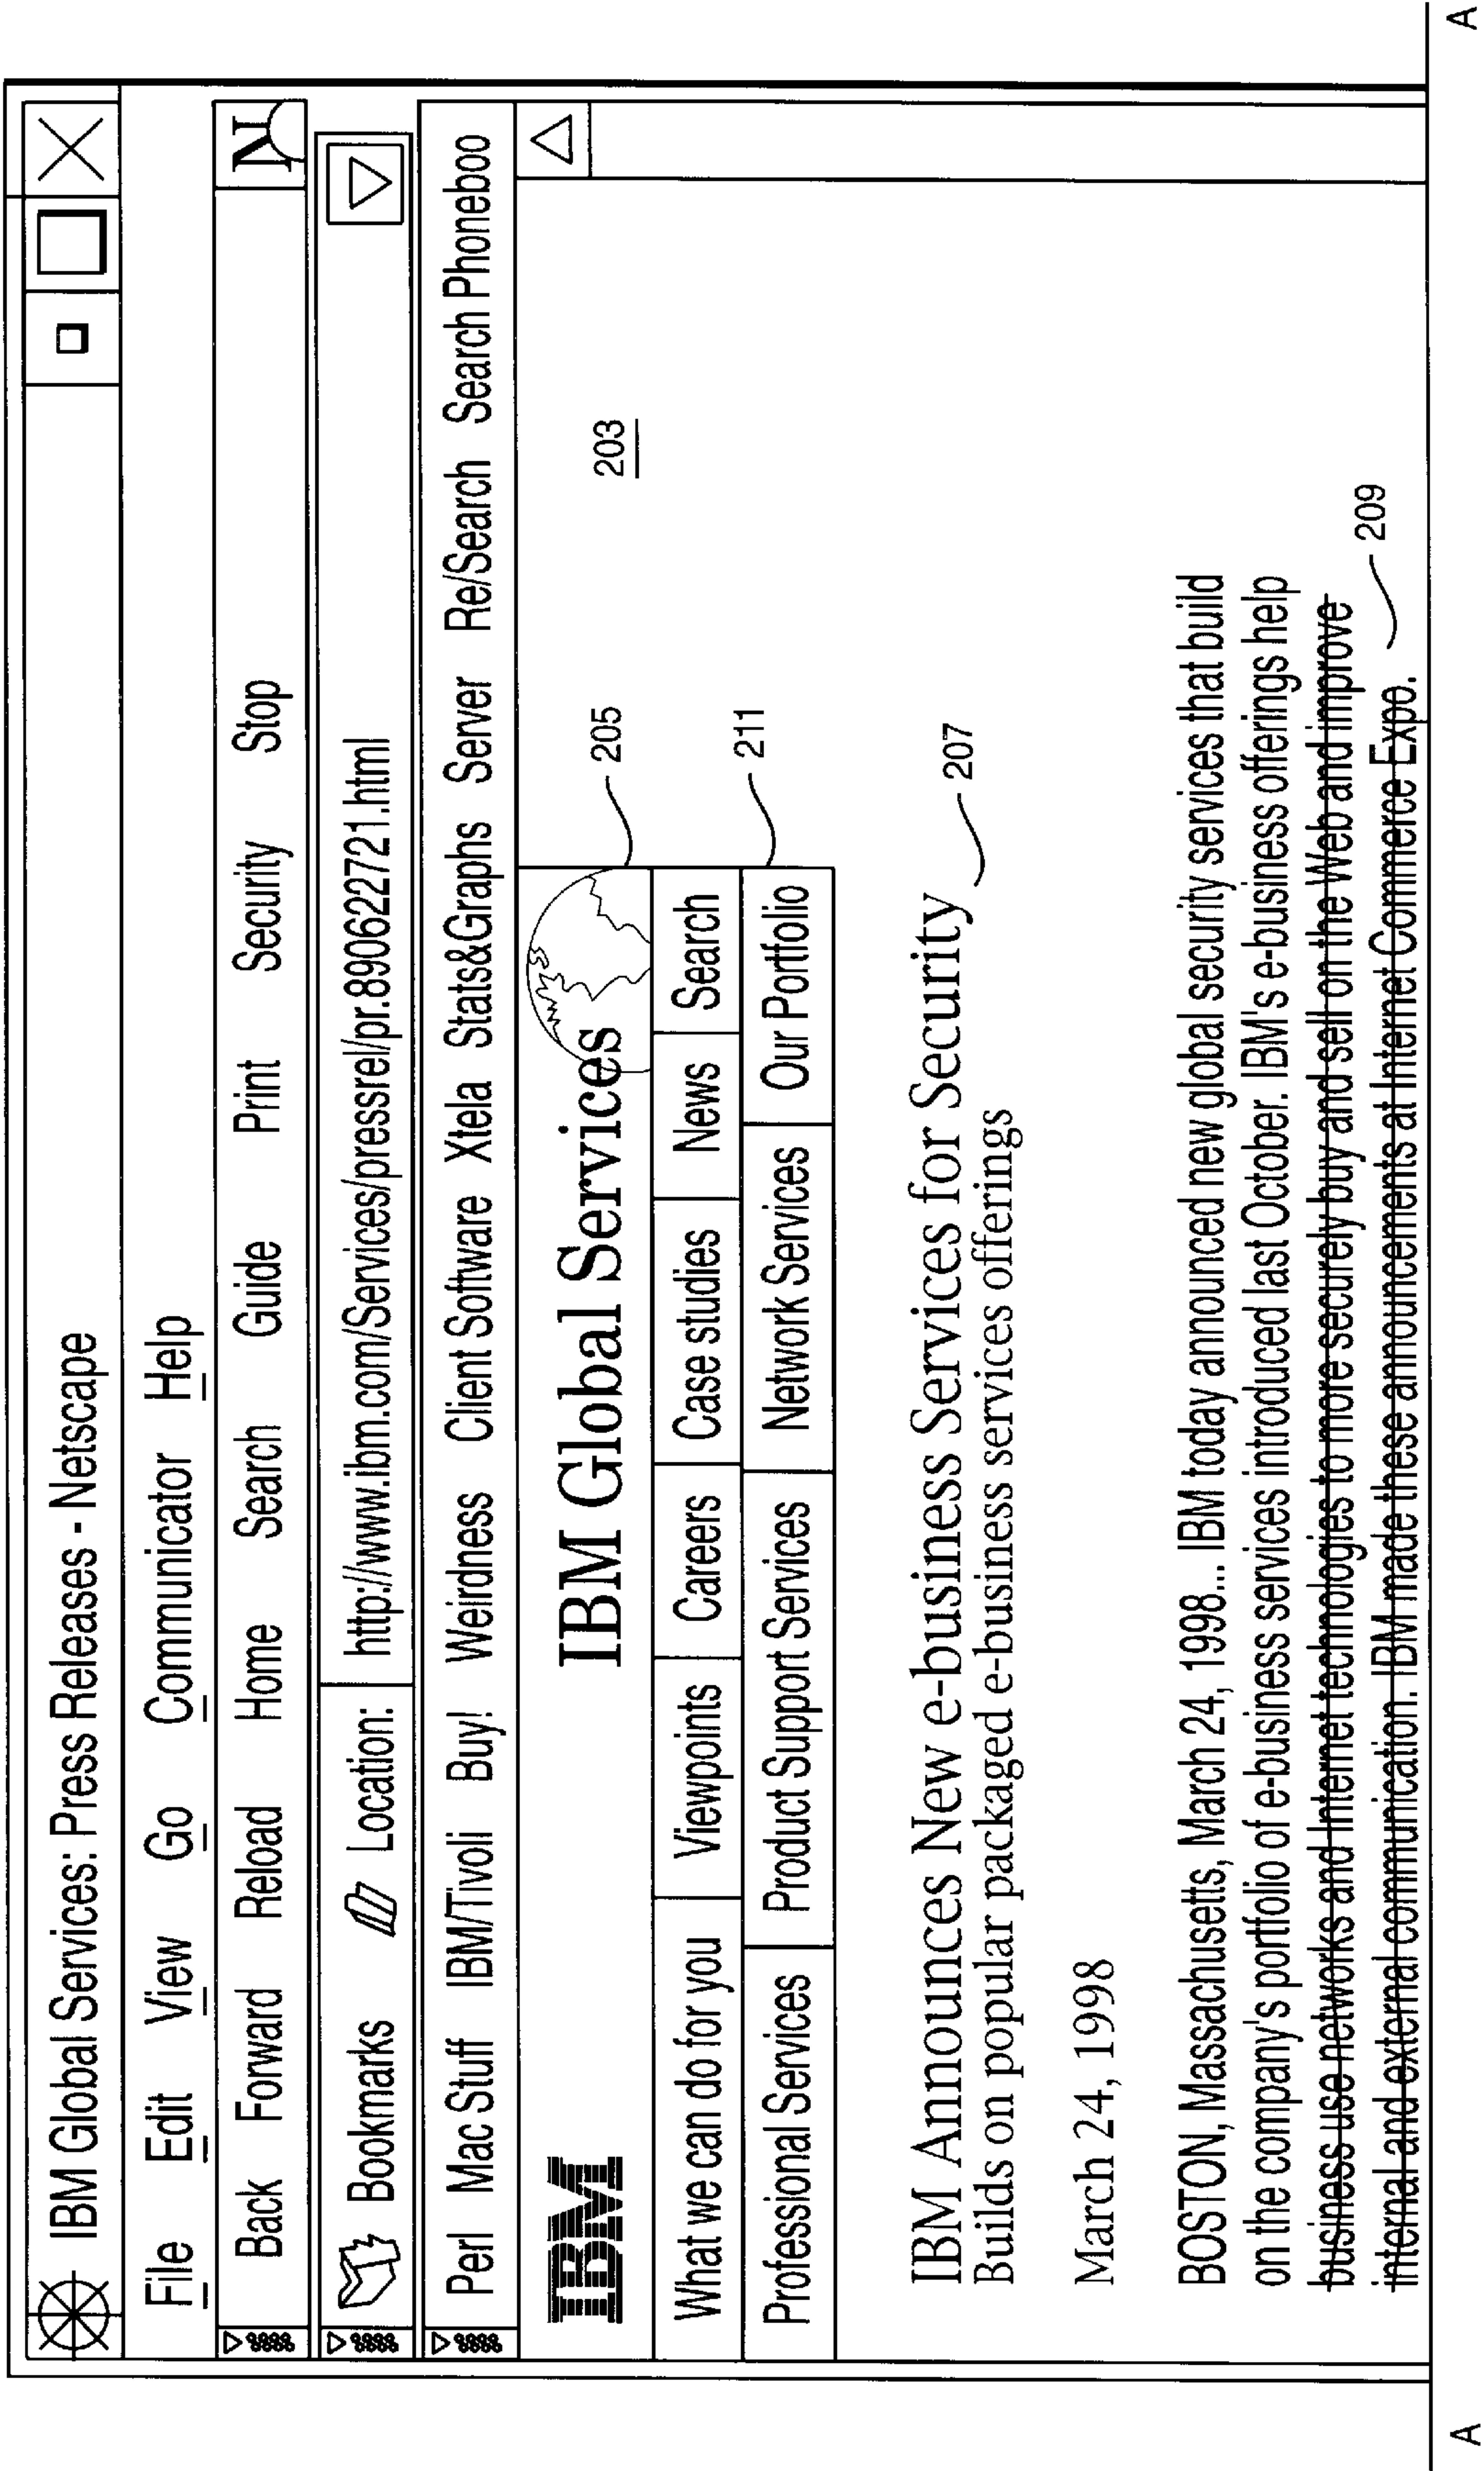 IBM Global Services: Press Releases - Netscape
File Edit View Go Communicator Help
Back Forward Reload Home Search Guide Print Security Stop N
Bookmarks Location: http://www.ibm.com/Services/pressrel/pr.890622721.html
Perl Mac Stuff IBM/Tivoli Buy! Weirdness Client Software Xtela Stats&Graphs Server Re/Search Search Phoneboo
IBM IBM Global Services
203
205
What we can do for you Viewpoints Careers Case studies News Search
211
Professional Services Product Support Services Network Services Our Portfolio
IBM Announces New e-business Services for Security
207
Builds on popular packaged e-business services offerings
March 24, 1998
BOSTON, Massachusetts, March 24, 1998... IBM today announced new global security services that build
on the company's portfolio of e-business services introduced last October. IBM's e-business offerings help
business use networks and Internet technologies to more securely buy and sell on the Web and improve
internal and external communication. IBM made these announcements at Internet Commerce Expo.
209
A A